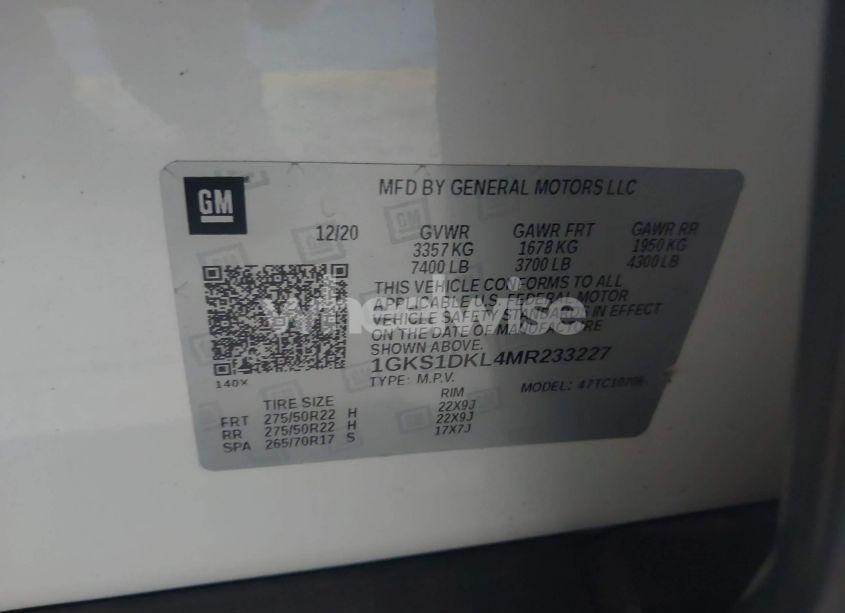 GM
MFD BY GENERAL MOTORS LLC
12/20 GVWR GAWR FRT GAWR RR
3357 KG 1678 KG 1950 KG
7400 LB 3700 LB 4300 LB
THIS VEHICLE CONFORMS TO ALL
APPLICABLE U.S. FEDERAL MOTOR
VEHICLE SAFETY STANDARDS IN EFFECT
ON THE DATE OF MANUFACTURE
SHOWN ABOVE.
wheelwise
1GKS1DKL4MR233227
140X
TYPE: M.P.V. MODEL: 47TC10706
TIRE SIZE RIM
FRT 275/50R22 H 22X9J
RR 275/50R22 H 22X9J
SPA 265/70R17 S 17X7J